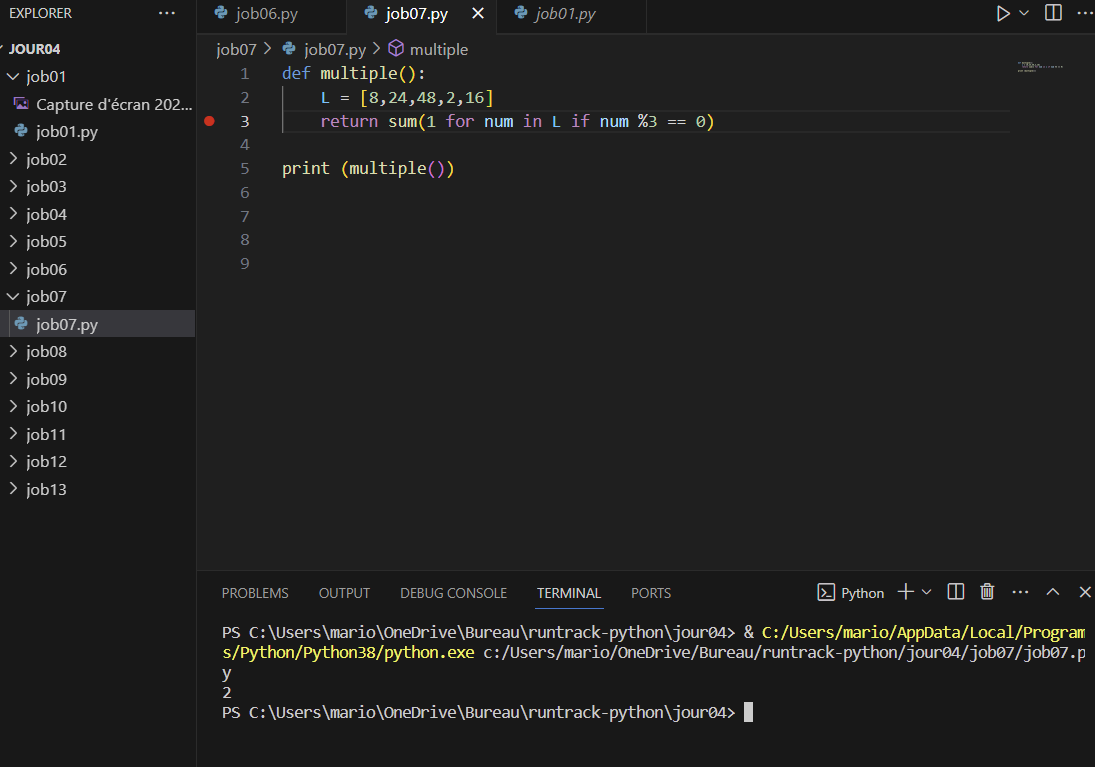 EXPLORER ···
JOUR04
job01
Capture d'écran 202...
job01.py
job02
job03
job04
job05
job06
job07
job07.py
job08
job09
job10
job11
job12
job13
job06.py
job07.py
job01.py
job07 > job07.py > multiple
1 def multiple():
2 L = [8,24,48,2,16]
3 return sum(1 for num in L if num %3 == 0)
4
5 print (multiple())
6
7
8
9
PROBLEMS OUTPUT DEBUG CONSOLE TERMINAL PORTS Python
PS C:\Users\mario\OneDrive\Bureau\runtrack-python\jour04> & C:/Users/mario/AppData/Local/Program
s/Python/Python38/python.exe c:/Users/mario/OneDrive/Bureau/runtrack-python/jour04/job07/job07.p
y
2
PS C:\Users\mario\OneDrive\Bureau\runtrack-python\jour04>